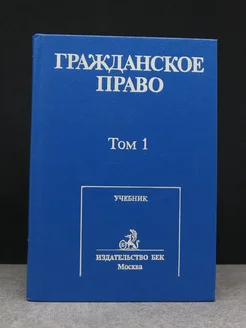 ГРАЖДАНСКОЕ
ПРАВО
Том 1
УЧЕБНИК
ИЗДАТЕЛЬСТВО БЕК
Москва